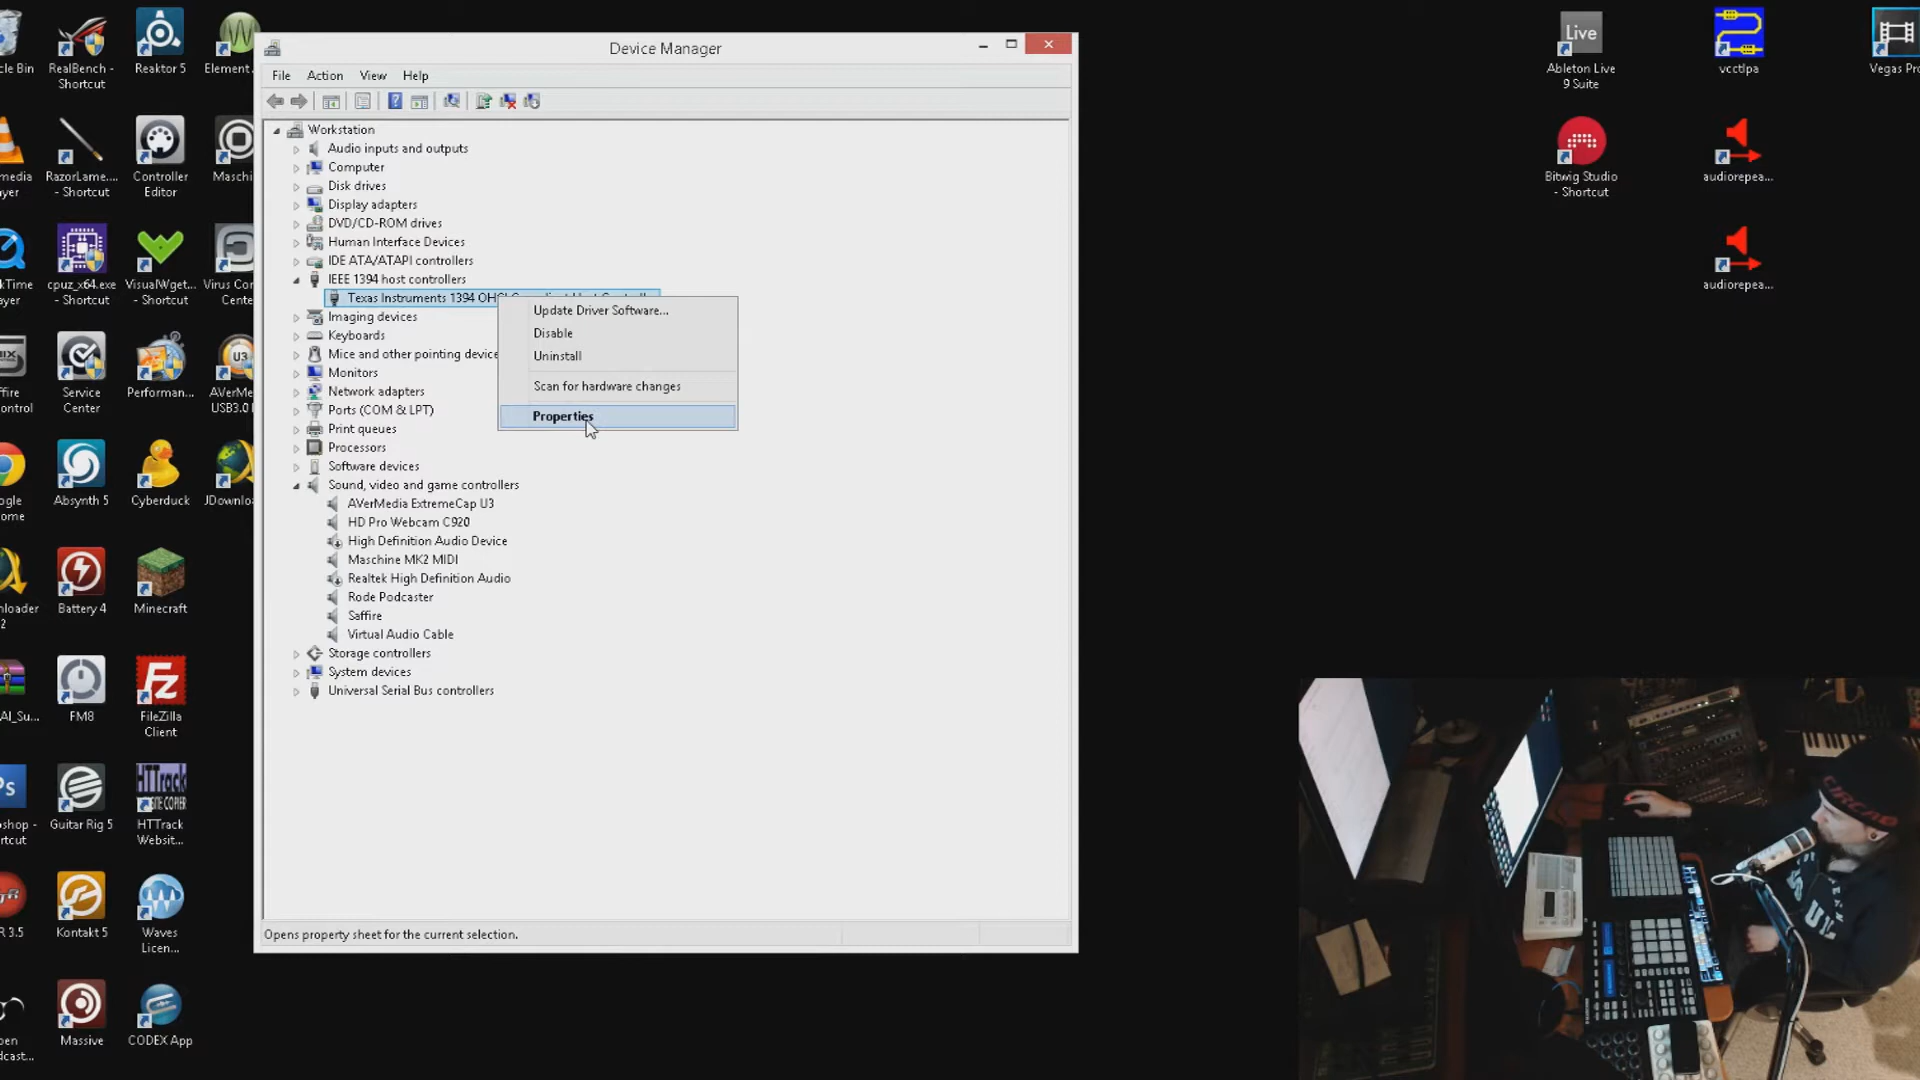 Device Manager
File Action View Help
Workstation
Audio inputs and outputs
Computer
Disk drives
Display adapters
DVD/CD-ROM drives
Human Interface Devices
IDE ATA/ATAPI controllers
IEEE 1394 host controllers
Texas Instruments 1394
Imaging devices
Keyboards
Mice and other pointing
Monitors
Network adapters
Ports (COM & LPT)
Print queues
Processors
Software devices
Sound, video and game controllers
AVerMedia ExtremeCap U3
HD Pro Webcam C920
High Definition Audio Device
Maschine MK2 MIDI
Realtek High Definition Audio
Rode Podcaster
Saffire
Virtual Audio Cable
Storage controllers
System devices
Universal Serial Bus controllers
Update Driver Software...
Disable
Uninstall
Scan for hardware changes
Properties
Opens property sheet for the current selection.
cle Bin
RealBench -
Shortcut
Reaktor 5
Element
media
ayer
RazorLame....
- Shortcut
Controller
Editor
Masch
kTime
ayer
cpuz_x64.exe
- Shortcut
VisualWget...
- Shortcut
Virus Con
Cente
ffire
ontrol
Service
Center
Performan...
AVerMe
USB3.0
ogle
ome
Absynth 5
Cyberduck
JDownlo
nloader
2
Battery 4
Minecraft
AI_Su...
FM8
FileZilla
Client
oshop -
rtcut
Guitar Rig 5
HTTrack
Websit...
R 3.5
Kontakt 5
Waves
Licen...
pen
dcast...
Massive
CODEX App
Live
Ableton Live
9 Suite
vcctlpa
Vegas Pro
Bitwig Studio
- Shortcut
audiorepea...
audiorepea...